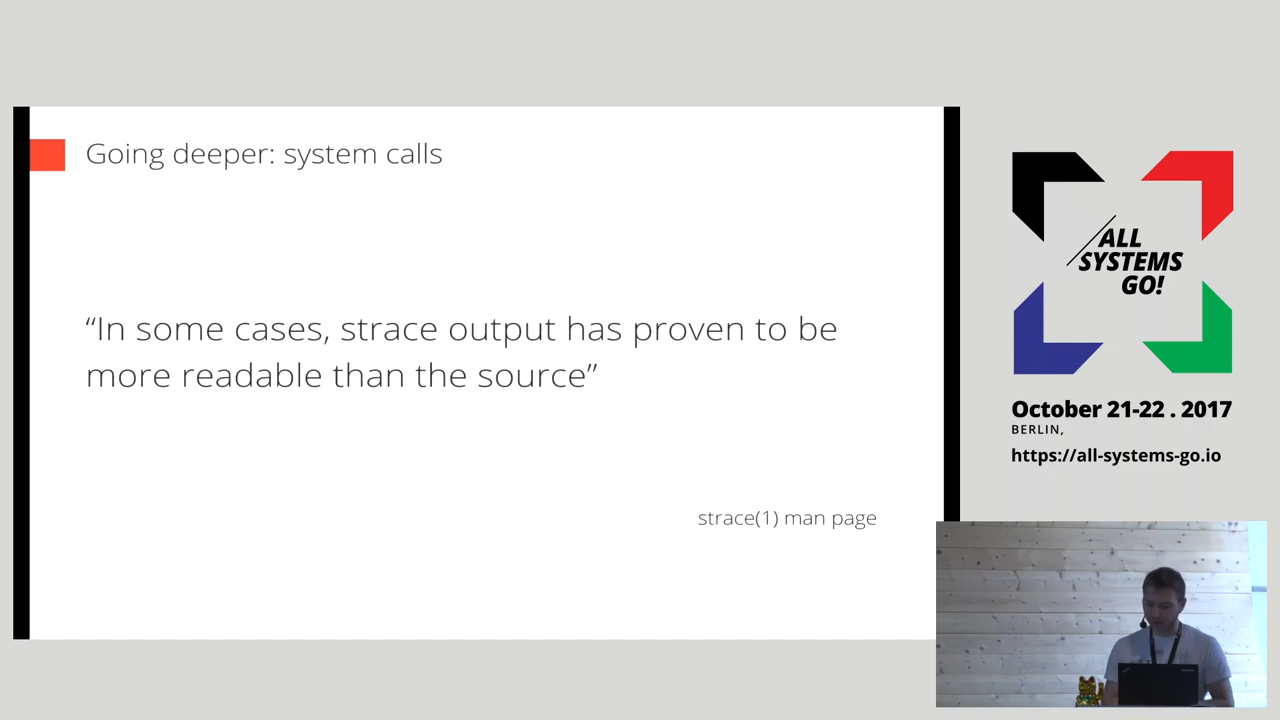 Going deeper: system calls
“In some cases, strace output has proven to be
more readable than the source”
strace(1) man page
ALL
SYSTEMS
GO!
October 21-22 . 2017
BERLIN,
https://all-systems-go.io